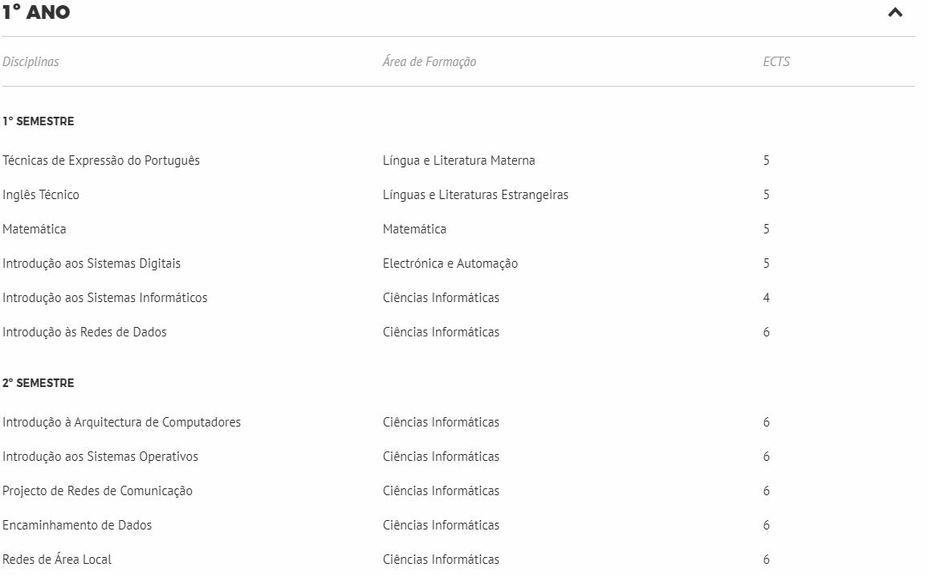 1º ANO
Disciplinas Área de Formação ECTS
1º SEMESTRE
Técnicas de Expressão do Português Língua e Literatura Materna 5
Inglês Técnico Línguas e Literaturas Estrangeiras 5
Matemática Matemática 5
Introdução aos Sistemas Digitais Electrónica e Automação 5
Introdução aos Sistemas Informáticos Ciências Informáticas 4
Introdução às Redes de Dados Ciências Informáticas 6
2º SEMESTRE
Introdução à Arquitectura de Computadores Ciências Informáticas 6
Introdução aos Sistemas Operativos Ciências Informáticas 6
Projecto de Redes de Comunicação Ciências Informáticas 6
Encaminhamento de Dados Ciências Informáticas 6
Redes de Área Local Ciências Informáticas 6